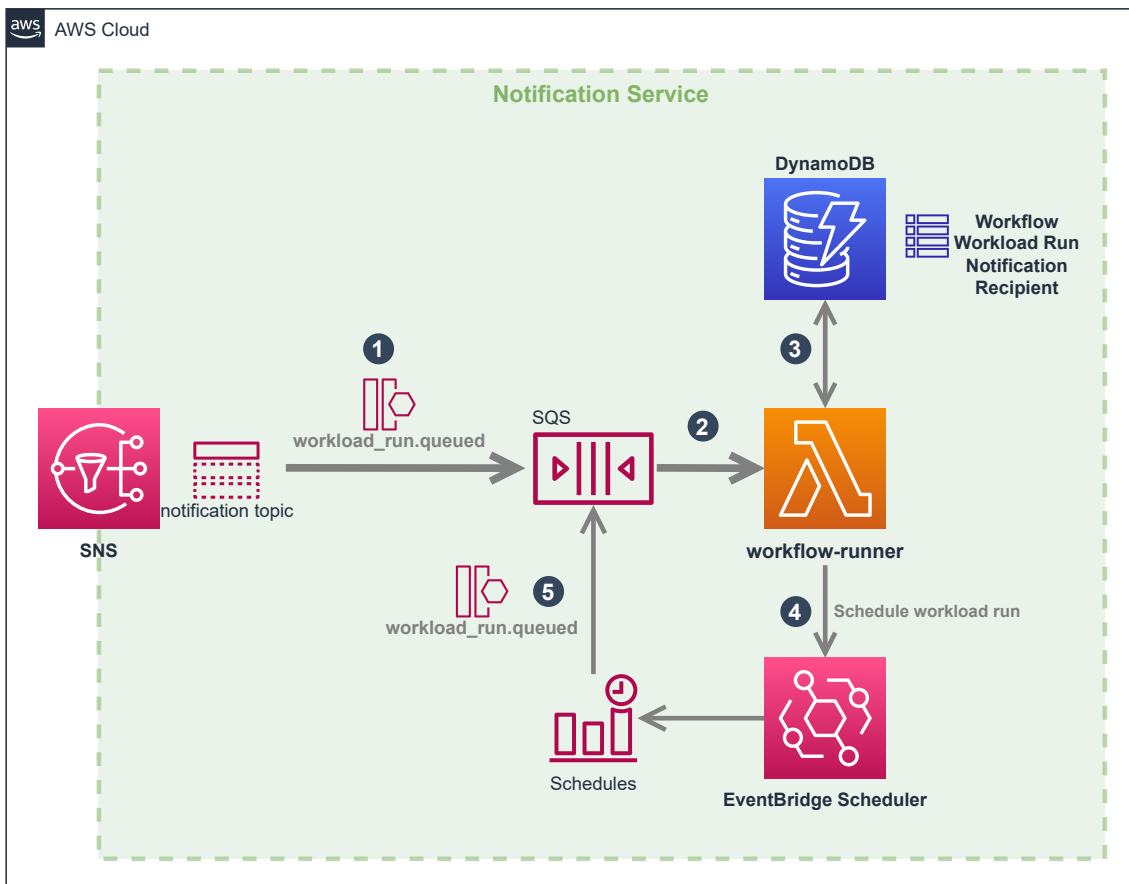 aws
AWS Cloud
Notification Service
DynamoDB
Workflow
Workload Run
Notification
Recipient
1
3
workload_run.queued
SQS
2
notification topic
SNS
workflow-runner
5
workload_run.queued
4
Schedule workload run
Schedules
EventBridge Scheduler